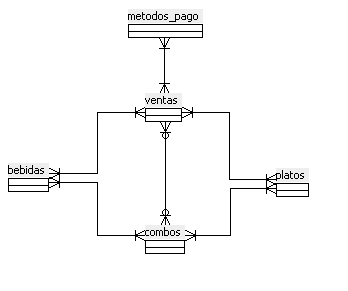 metodos_pago
ventas
bebidas
platos
combos